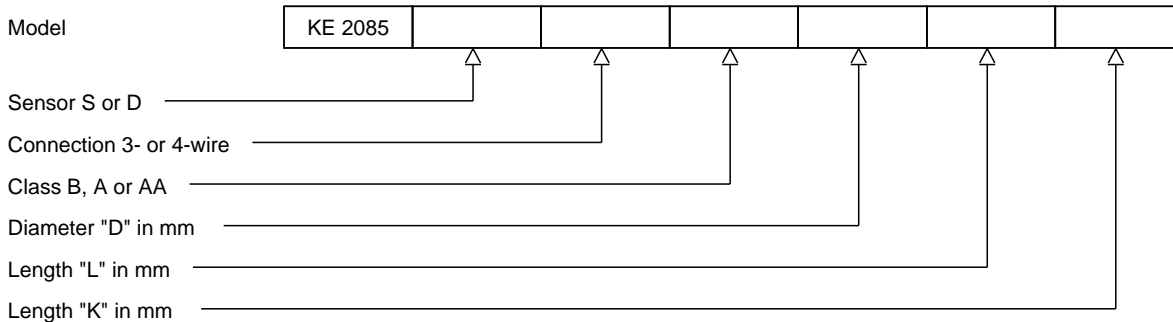 Model KE 2085
Sensor S or D
Connection 3- or 4-wire
Class B, A or AA
Diameter "D" in mm
Length "L" in mm
Length "K" in mm